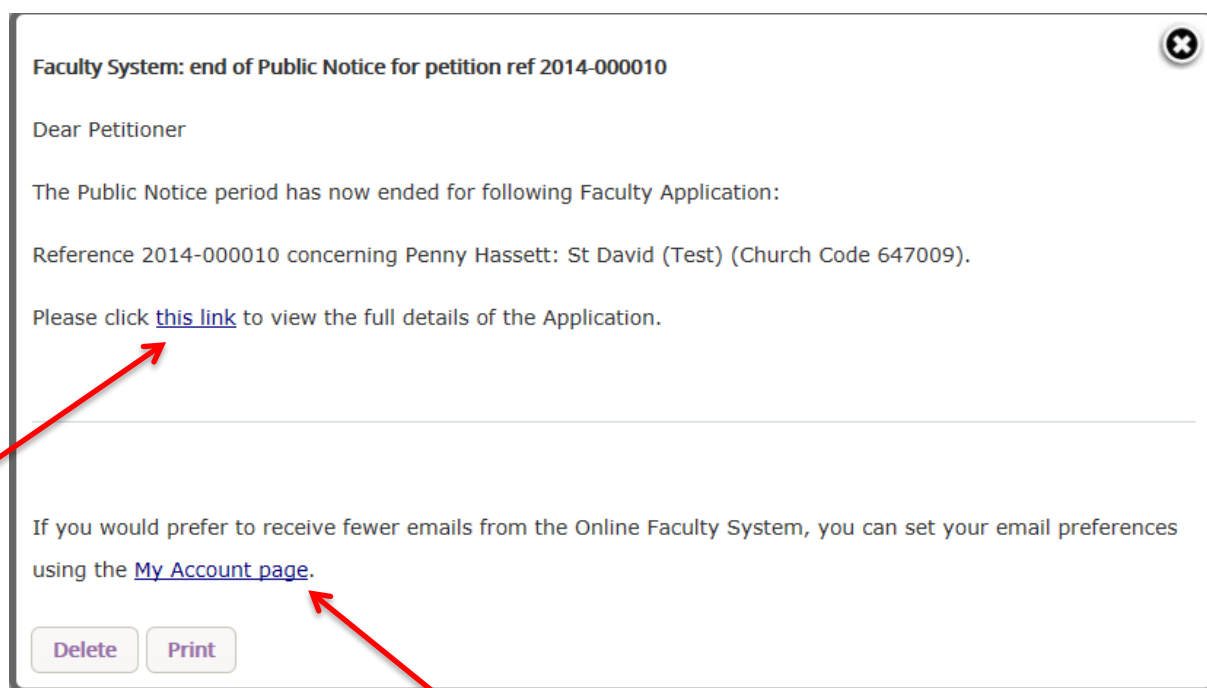 Faculty System: end of Public Notice for petition ref 2014-000010
Dear Petitioner
The Public Notice period has now ended for following Faculty Application:
Reference 2014-000010 concerning Penny Hassett: St David (Test) (Church Code 647009).
Please click this link to view the full details of the Application.
If you would prefer to receive fewer emails from the Online Faculty System, you can set your email preferences
using the My Account page.
Delete Print